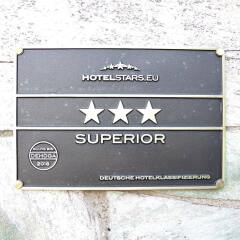 HOTELSTARS.EU
SUPERIOR
DEHOGA
DEUTSCHE HOTELKLASSIFIZIERUNG